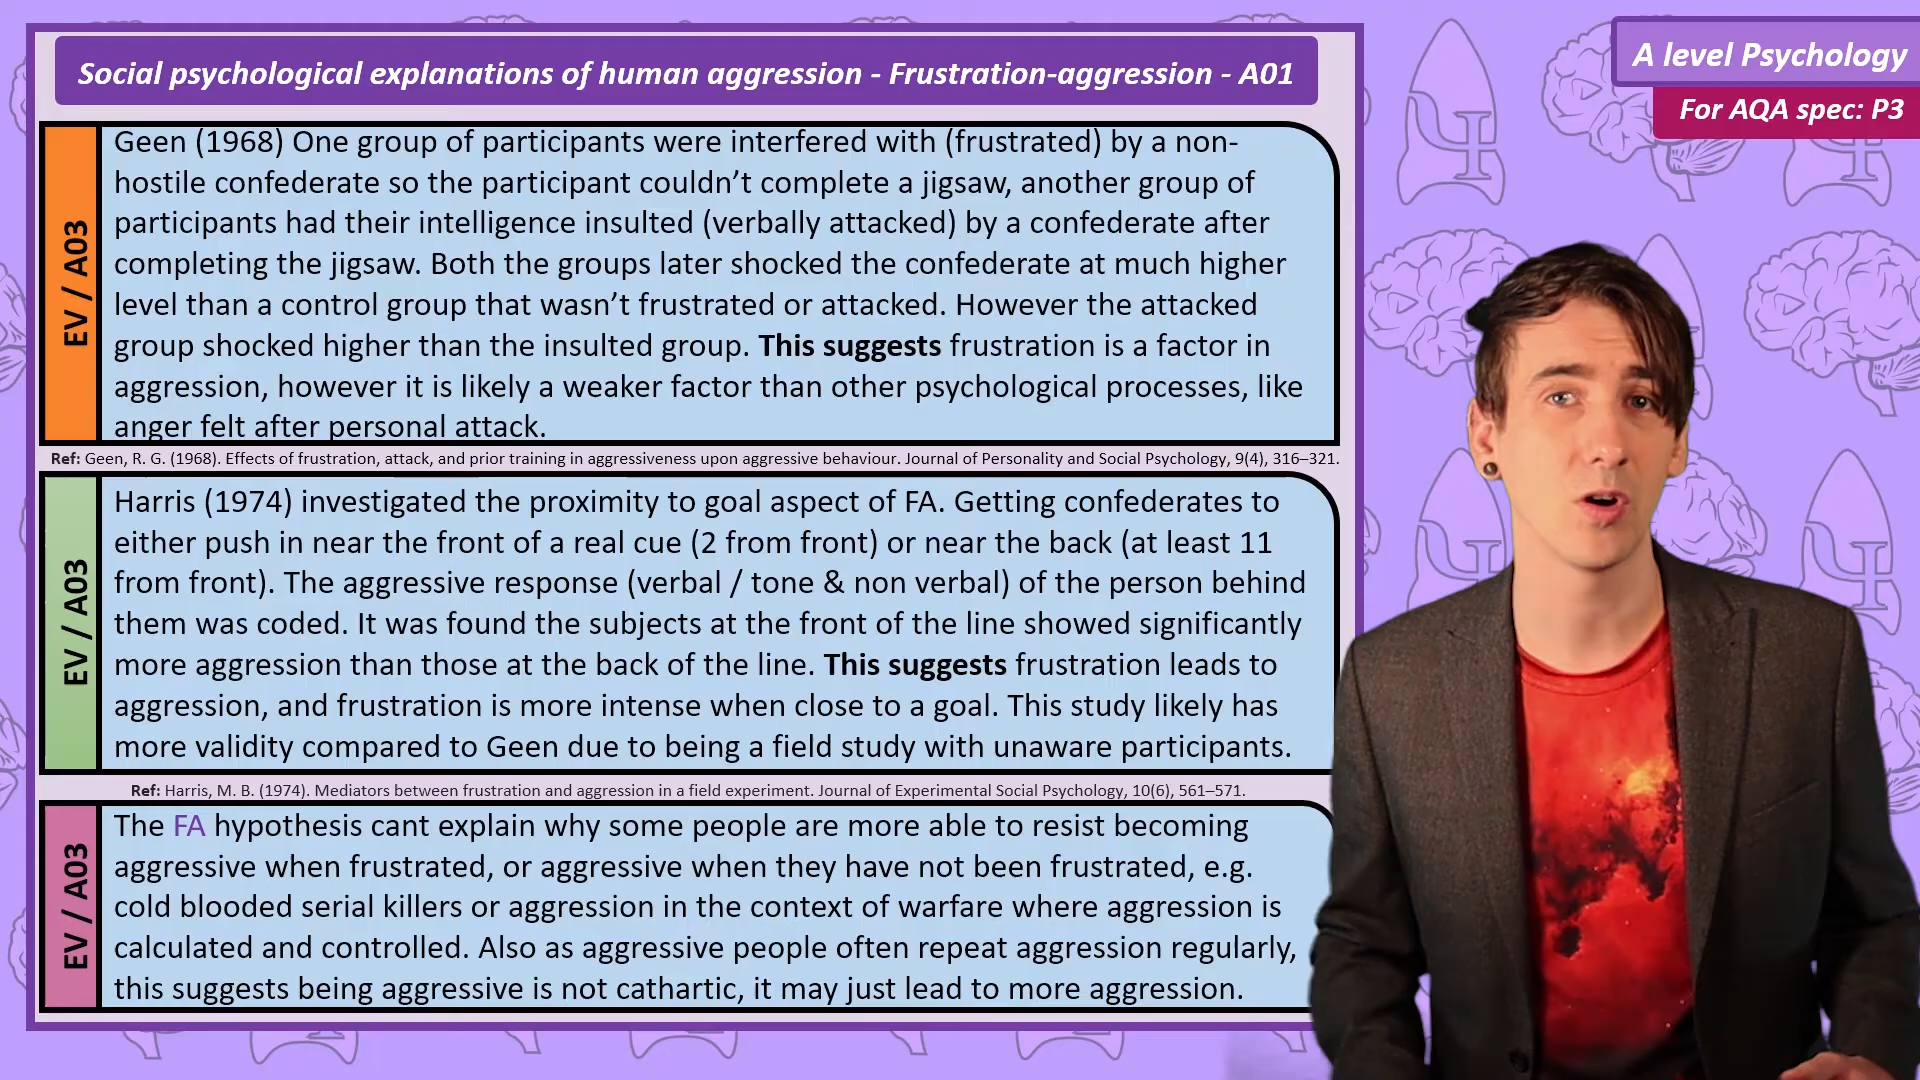 Social psychological explanations of human aggression - Frustration-aggression - A01
A level Psychology
For AQA spec: P3
EV / A03
Geen (1968) One group of participants were interfered with (frustrated) by a non-
hostile confederate so the participant couldn’t complete a jigsaw, another group of
participants had their intelligence insulted (verbally attacked) by a confederate after
completing the jigsaw. Both the groups later shocked the confederate at much higher
level than a control group that wasn’t frustrated or attacked. However the attacked
group shocked higher than the insulted group. This suggests frustration is a factor in
aggression, however it is likely a weaker factor than other psychological processes, like
anger felt after personal attack.
Ref: Geen, R. G. (1968). Effects of frustration, attack, and prior training in aggressiveness upon aggressive behaviour. Journal of Personality and Social Psychology, 9(4), 316–321.
EV / A03
Harris (1974) investigated the proximity to goal aspect of FA. Getting confederates to
either push in near the front of a real cue (2 from front) or near the back (at least 11
from front). The aggressive response (verbal / tone & non verbal) of the person behind
them was coded. It was found the subjects at the front of the line showed significantly
more aggression than those at the back of the line. This suggests frustration leads to
aggression, and frustration is more intense when close to a goal. This study likely has
more validity compared to Geen due to being a field study with unaware participants.
Ref: Harris, M. B. (1974). Mediators between frustration and aggression in a field experiment. Journal of Experimental Social Psychology, 10(6), 561–571.
EV / A03
The FA hypothesis cant explain why some people are more able to resist becoming
aggressive when frustrated, or aggressive when they have not been frustrated, e.g.
cold blooded serial killers or aggression in the context of warfare where aggression is
calculated and controlled. Also as aggressive people often repeat aggression regularly,
this suggests being aggressive is not cathartic, it may just lead to more aggression.